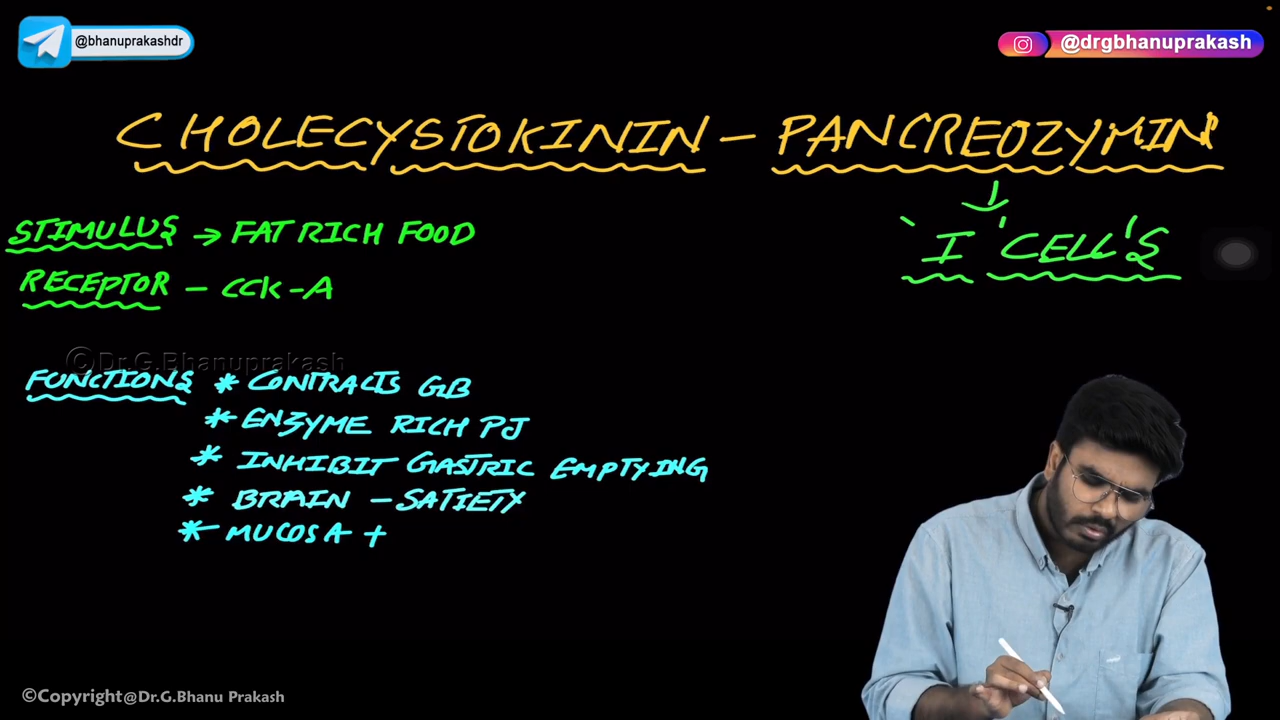 @bhanuprakashdr
@drgbhanuprakash
CHOLECYSTOKININ - PANCREOZYMIN
'I' CELL'S
STIMULUS → FAT RICH FOOD
RECEPTOR - CCK-A
©Dr.G.Bhanuprakash
FUNCTIONS * CONTRACTS GB
* ENZYME RICH PJ
* INHIBIT GASTRIC EMPTYING
* BRAIN - SATIETY
* MUCOSA +
©Copyright@Dr.G.Bhanu Prakash